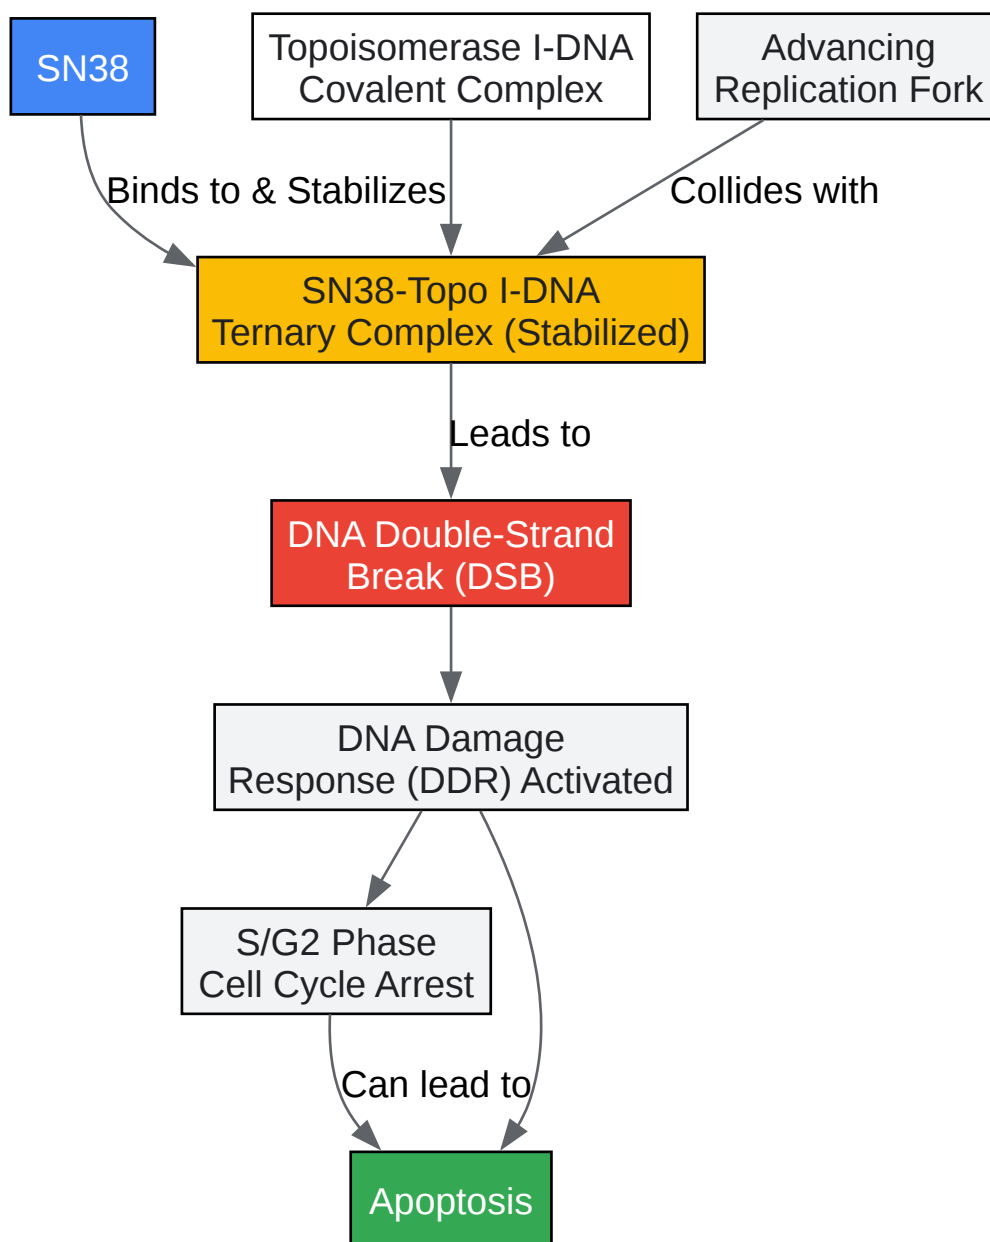 SN38
Topoisomerase I-DNA
Covalent Complex
Advancing
Replication Fork
Binds to & Stabilizes
Collides with
SN38-Topo I-DNA
Ternary Complex (Stabilized)
Leads to
DNA Double-Strand
Break (DSB)
DNA Damage
Response (DDR) Activated
S/G2 Phase
Cell Cycle Arrest
Can lead to
Apoptosis